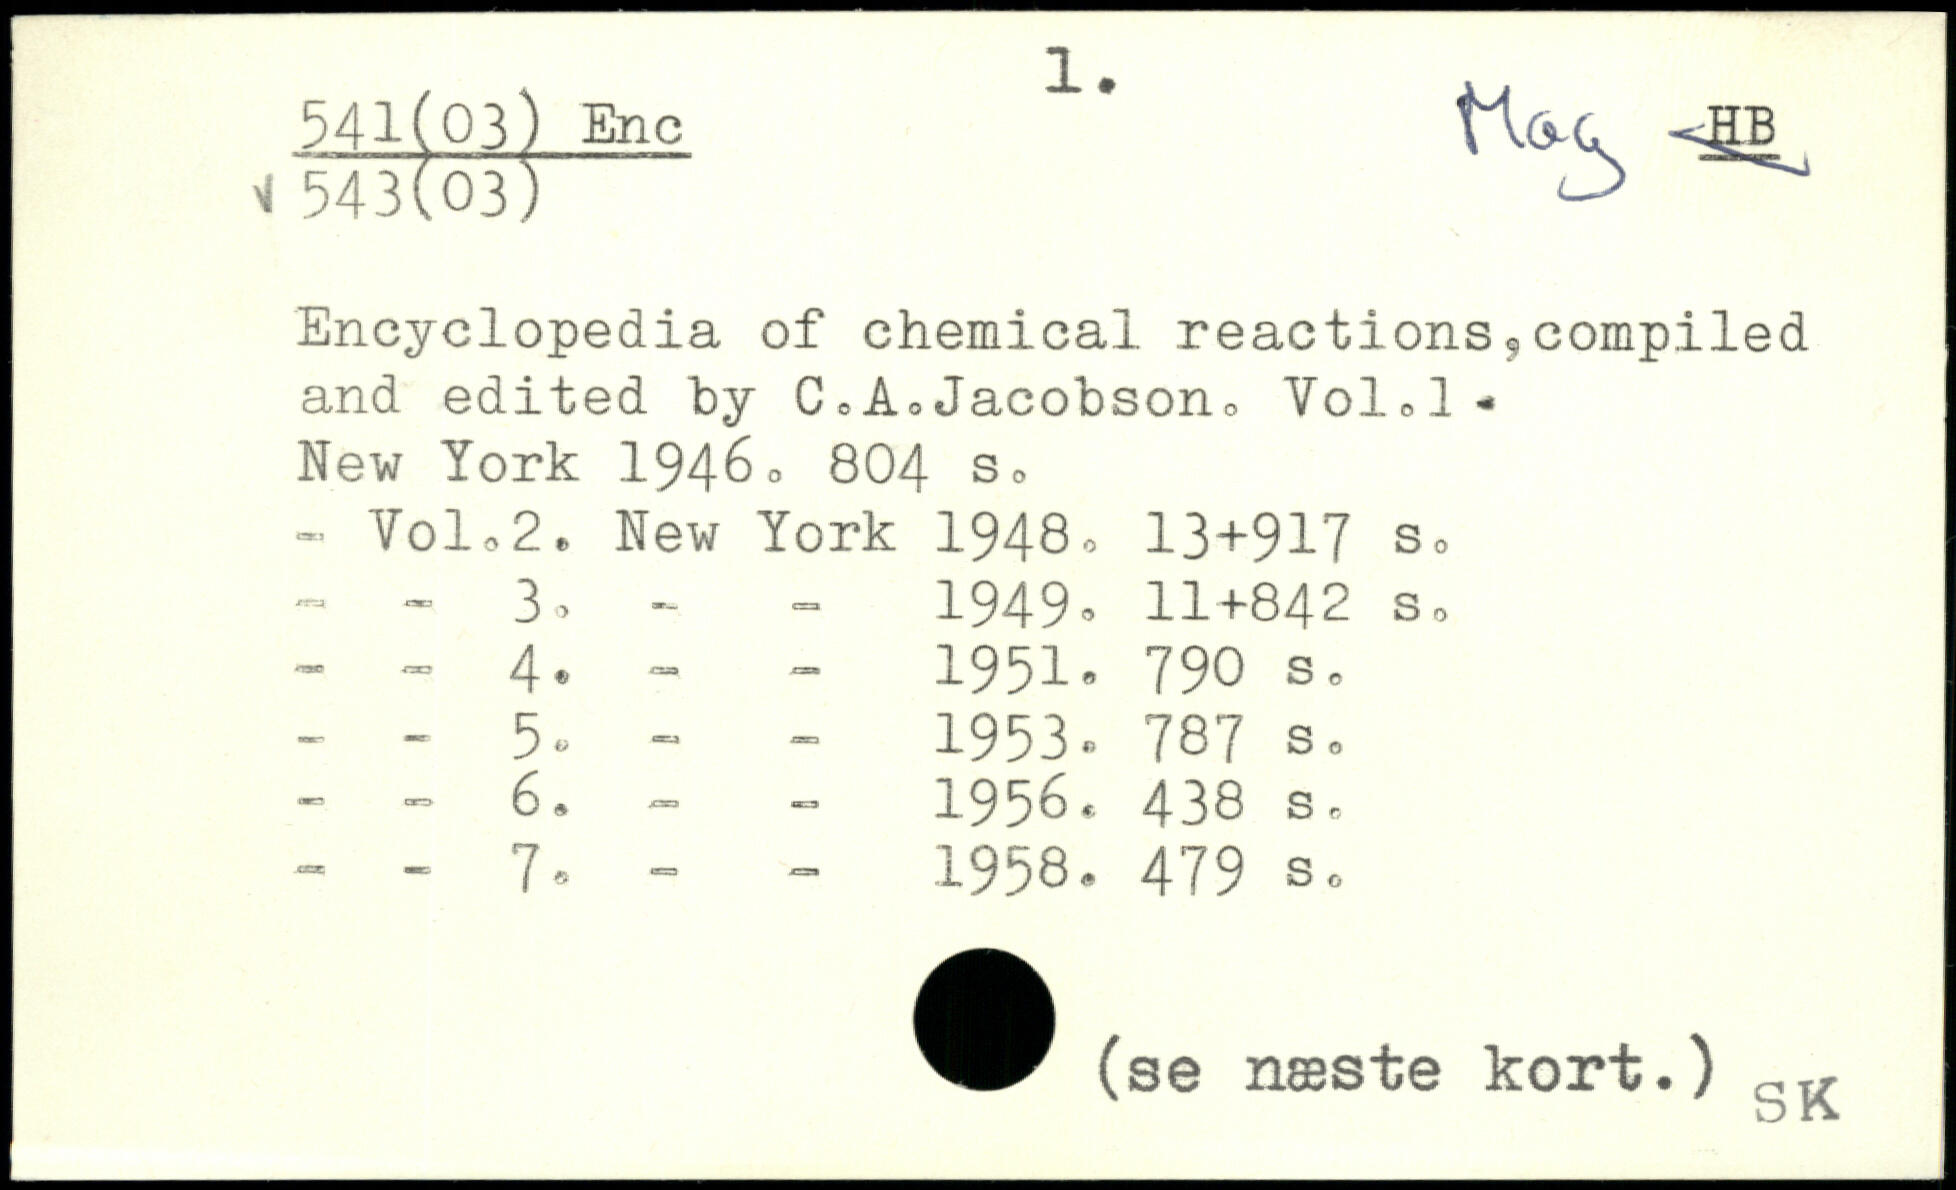 1.
541(03) Enc Mag HB
√ 543(03)
Encyclopedia of chemical reactions,compiled
and edited by C.A.Jacobson. Vol.1-
New York 1946. 804 s.
- Vol.2. New York 1948. 13+917 s.
- - 3. - - 1949. 11+842 s.
- - 4. - - 1951. 790 s.
- - 5. - - 1953. 787 s.
- - 6. - - 1956. 438 s.
- - 7. - - 1958. 479 s.
(se næste kort.)
SK